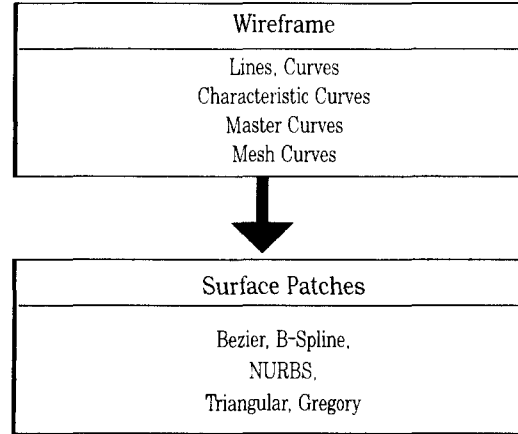 Wireframe
Lines, Curves
Characteristic Curves
Master Curves
Mesh Curves
Surface Patches
Bezier, B-Spline,
NURBS,
Triangular, Gregory